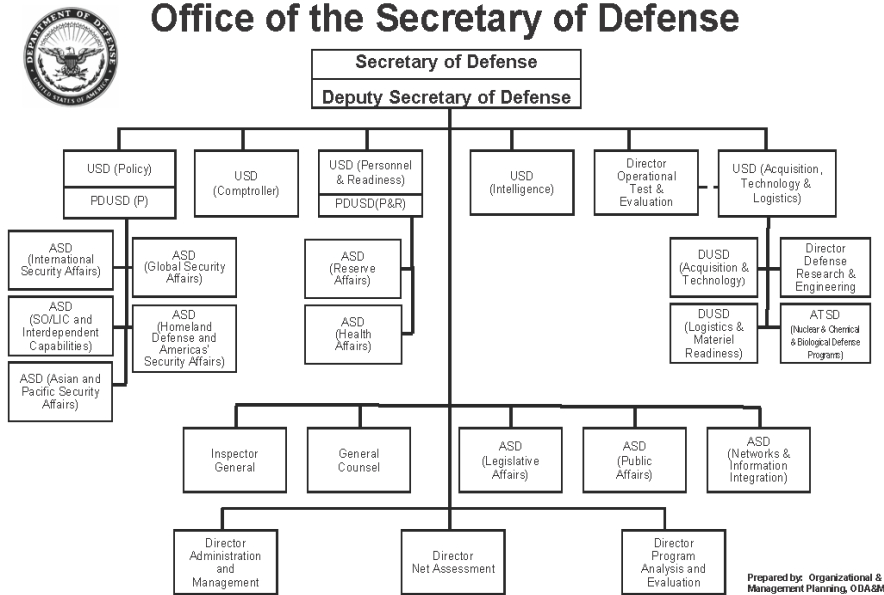 Office of the Secretary of Defense
DEPARTMENT OF DEFENSE
UNITED STATES OF AMERICA
Secretary of Defense
Deputy Secretary of Defense
USD (Policy)
PDUSD (P)
USD
(Comptroller)
USD (Personnel
& Readiness)
PDUSD(P&R)
USD
(Intelligence)
Director
Operational
Test &
Evaluation
USD (Acquisition,
Technology &
Logistics)
ASD
(International
Security Affairs)
ASD
(Global Security
Affairs)
ASD
(SO/LIC and
Interdependent
Capabilities)
ASD
(Homeland
Defense and
Americas'
Security Affairs)
ASD (Asian and
Pacific Security
Affairs)
ASD
(Reserve
Affairs)
ASD
(Health
Affairs)
DUSD
(Acquisition &
Technology)
Director
Defense
Research &
Engineering
DUSD
(Logistics &
Materiel
Readiness)
ATSD
(Nuclear & Chemical
& Biological Defense
Programs)
Inspector
General
General
Counsel
ASD
(Legislative
Affairs)
ASD
(Public
Affairs)
ASD
(Networks &
Information
Integration)
Director
Administration
and
Management
Director
Net Assessment
Director
Program
Analysis and
Evaluation
Prepared by: Organizational &
Management Planning, ODA&M